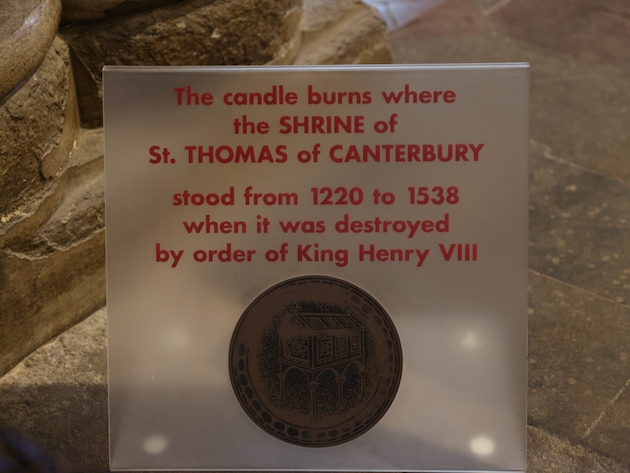 The candle burns where
the SHRINE of
St. THOMAS of CANTERBURY
stood from 1220 to 1538
when it was destroyed
by order of King Henry VIII